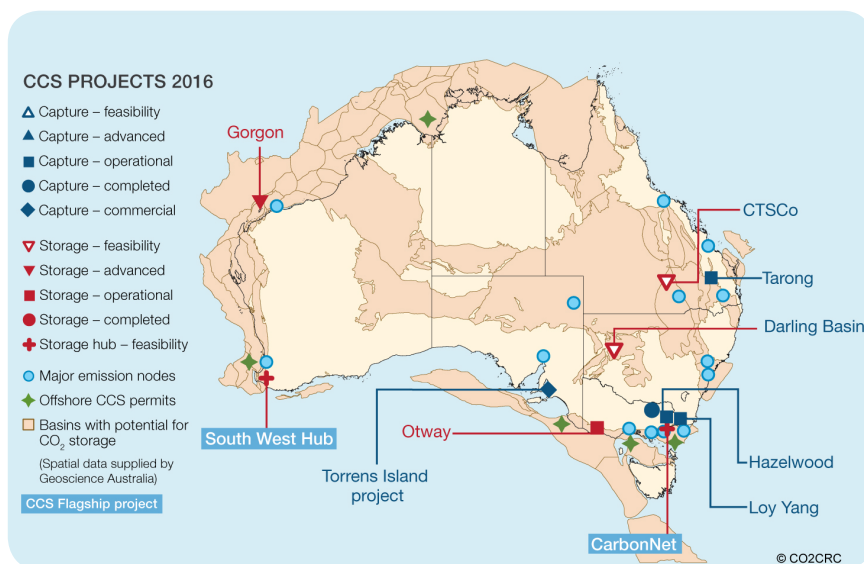 CCS PROJECTS 2016
Capture – feasibility
Capture – advanced
Capture – operational
Capture – completed
Capture – commercial
Storage – feasibility
Storage – advanced
Storage – operational
Storage – completed
Storage hub – feasibility
Major emission nodes
Offshore CCS permits
Basins with potential for
CO2 storage
(Spatial data supplied by
Geoscience Australia)
CCS Flagship project
Gorgon
CTSCo
Tarong
Darling Basin
South West Hub
Otway
Torrens Island
project
Hazelwood
Loy Yang
CarbonNet
© CO2CRC